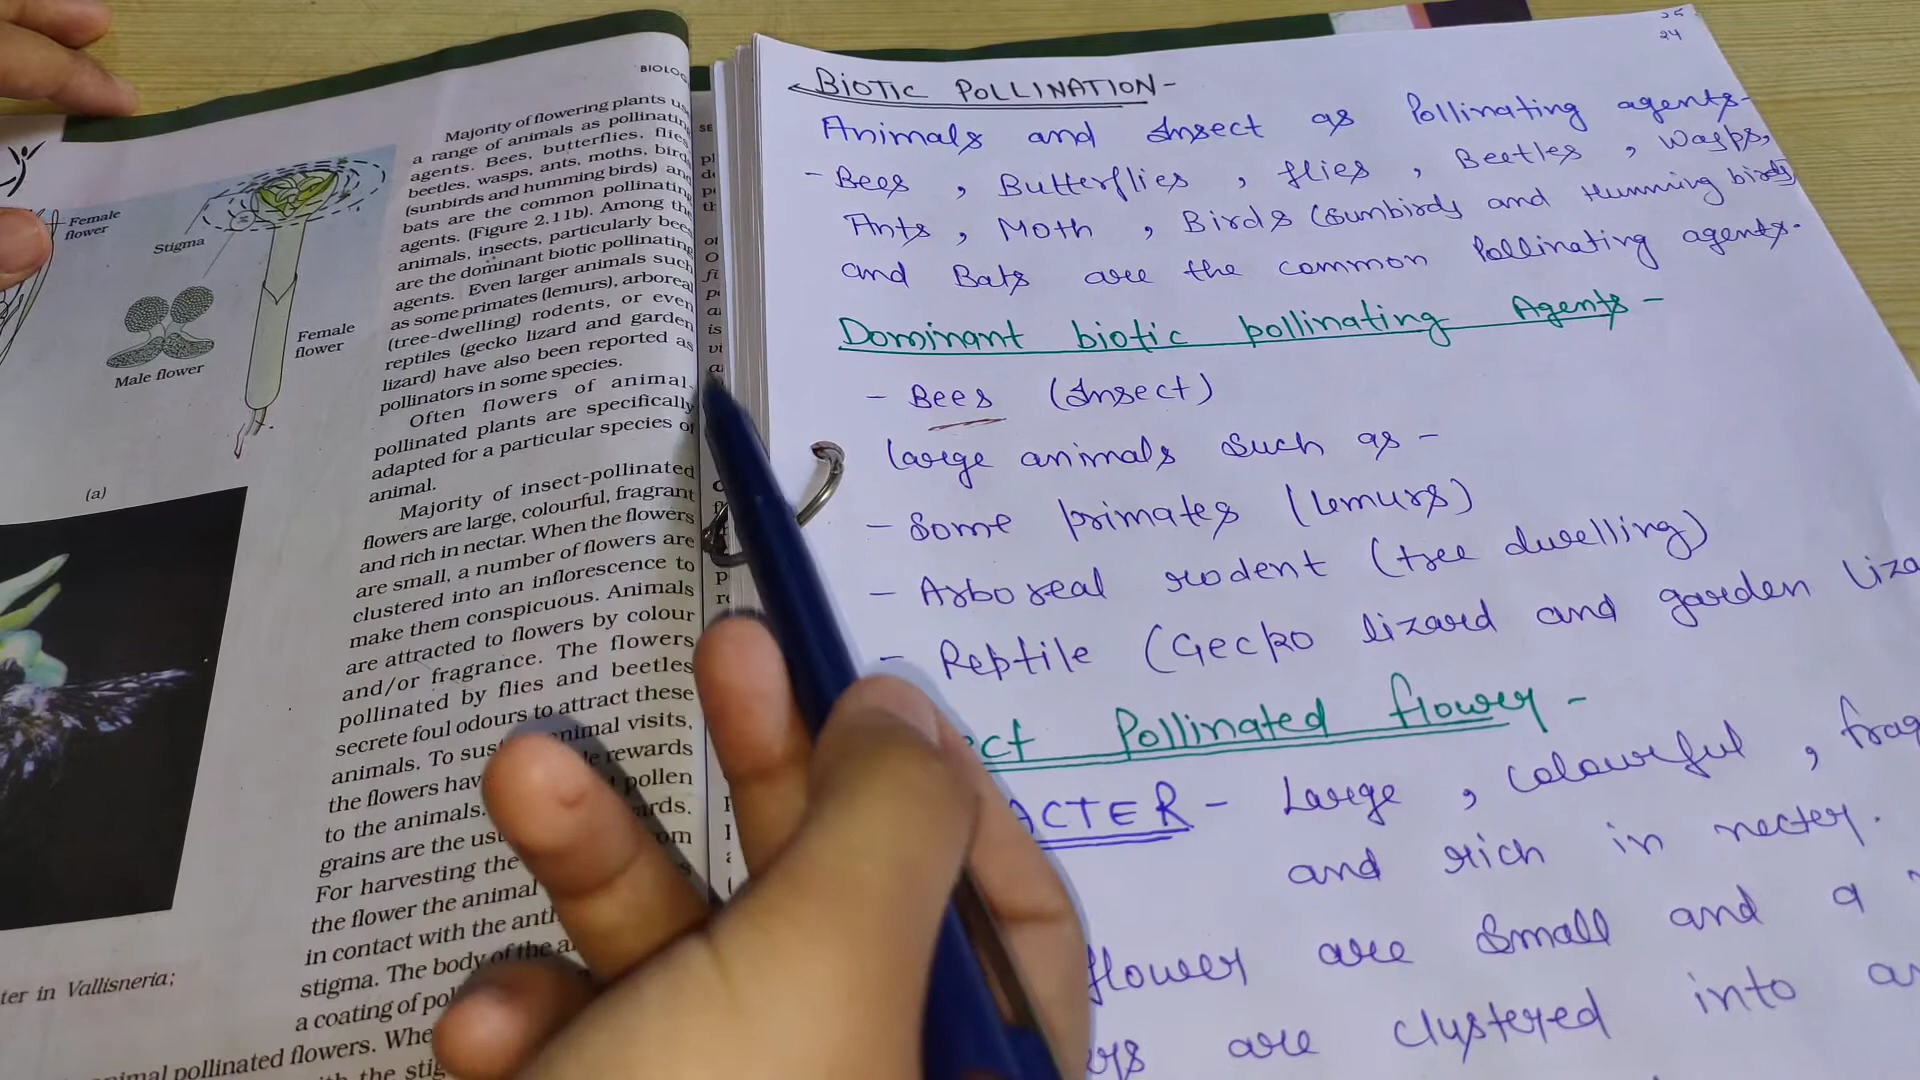 Female
flower
Stigma
Male flower
Female
flower
(a)
ter in Vallisneria;
Majority of flowering plants
a range of animals as pollinating
agents. Bees, butterflies, flies
beetles, wasps, ants, moths, birds
(sunbirds and humming birds) and
bats are the common pollinating
agents. (Figure 2.11b). Among the
animals, insects, particularly bees
are the dominant biotic pollinating
agents. Even larger animals such
as some primates (lemurs), arboreal
(tree-dwelling) rodents, or even
reptiles (gecko lizard and garden
lizard) have also been reported as
pollinators in some species.
Often flowers of animal-
pollinated plants are specifically
adapted for a particular species of
animal.
Majority of insect-pollinated
flowers are large, colourful, fragrant
and rich in nectar. When the flowers
are small, a number of flowers are
clustered into an inflorescence to
make them conspicuous. Animals
are attracted to flowers by colour
and/or fragrance. The flowers
pollinated by flies and beetles
secrete foul odours to attract these
animals. To animal visits,
the flowers rewards
to the animals. pollen
grains are the
For harvesting the
the flower the animal
in contact with the
stigma. The body of the
a coating of
pollinated flowers.
the
25
24
BIOTIC POLLINATION-
Animals and Insect as Pollinating agents-
- Bees , Butterflies , flies , Beetles , Wasps,
Ants , Moth , Birds (Sunbirds and Humming birds)
and Bats are the common Pollinating agents.
Dominant biotic pollinating Agents-
- Bees (Insect)
large animals such as -
- Some primates (lemurs)
- Arboreal rodent (tree dwelling)
- Reptile (Gecko lizard and garden
Pollinated flower-
- Large , colourful ,
and rich in necter.
flower are small and a
are clustered into